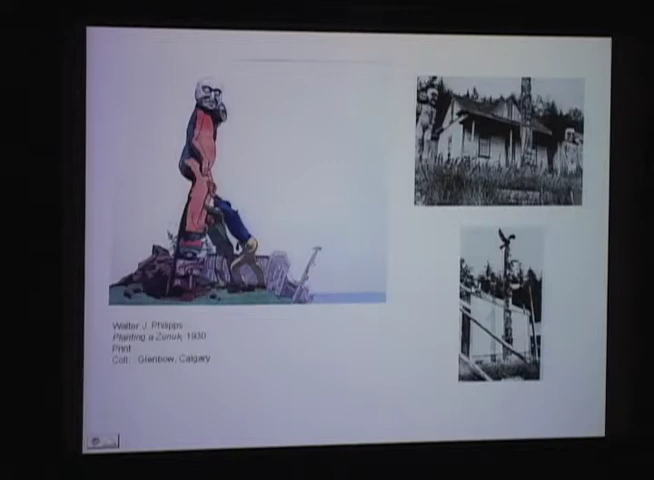 Walter J. Phillips
Planting a Zunuk, 1930
Print
Coll: Glenbow, Calgary